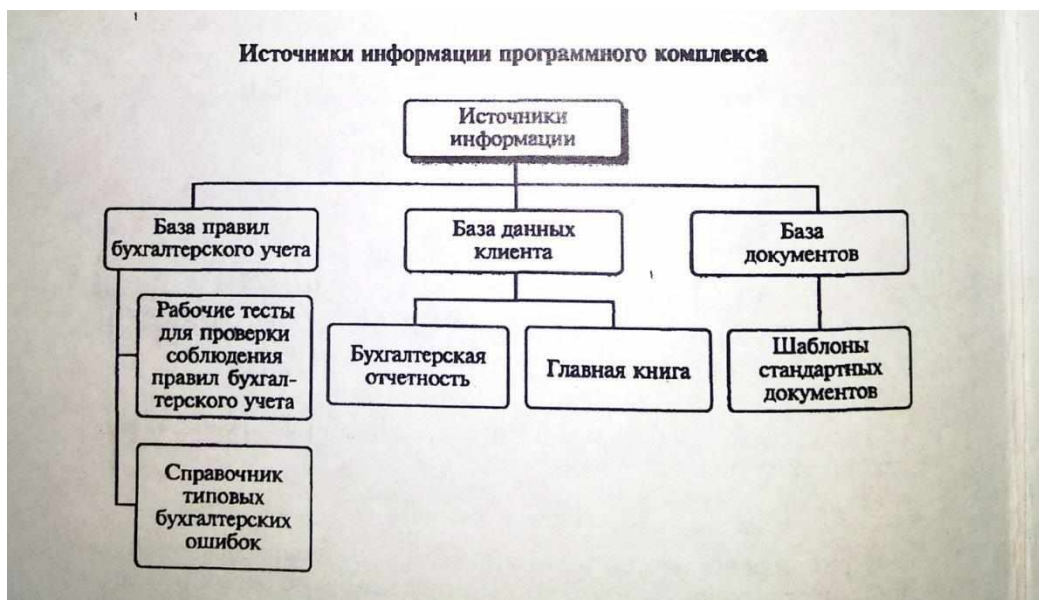 Источники информации программного комплекса
Источники
информации
База правил
бухгалтерского учета
База данных
клиента
База
документов
Рабочие тесты
для проверки
соблюдения
правил бухгал-
терского учета
Бухгалтерская
отчетность
Главная книга
Шаблоны
стандартных
документов
Справочник
типовых
бухгалтерских
ошибок